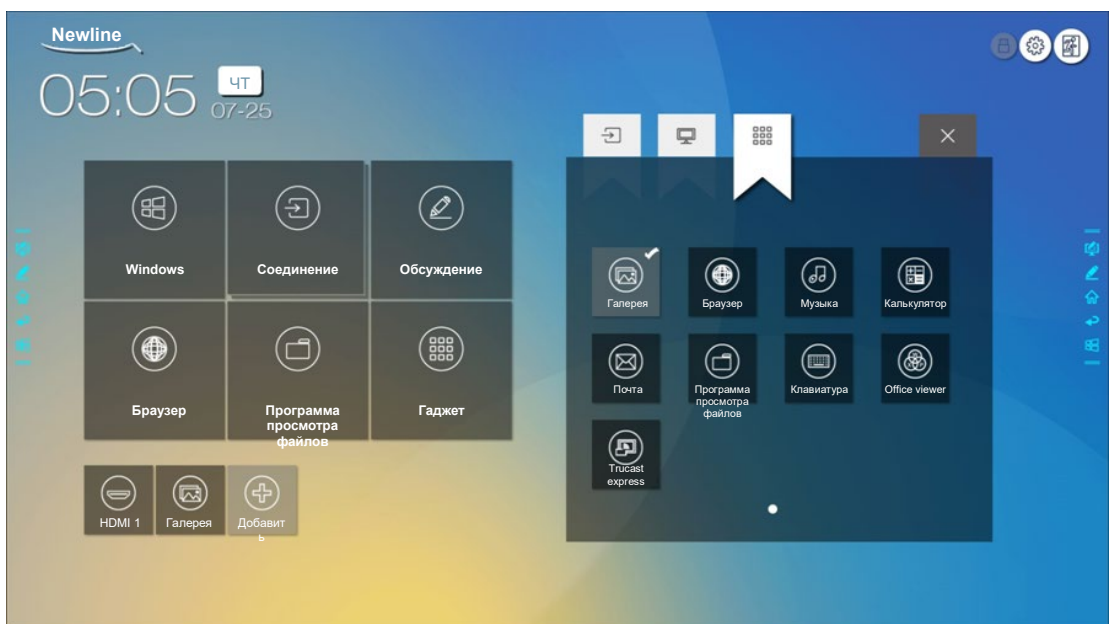 Newline
05:05
ЧТ
07-25
Windows
Соединение
Обсуждение
Браузер
Программа
просмотра
файлов
Гаджет
HDMI 1
Галерея
Добавит
ь
Галерея
Браузер
Музыка
Калькулятор
Почта
Программа
просмотра
файлов
Клавиатура
Office viewer
Trucast
express